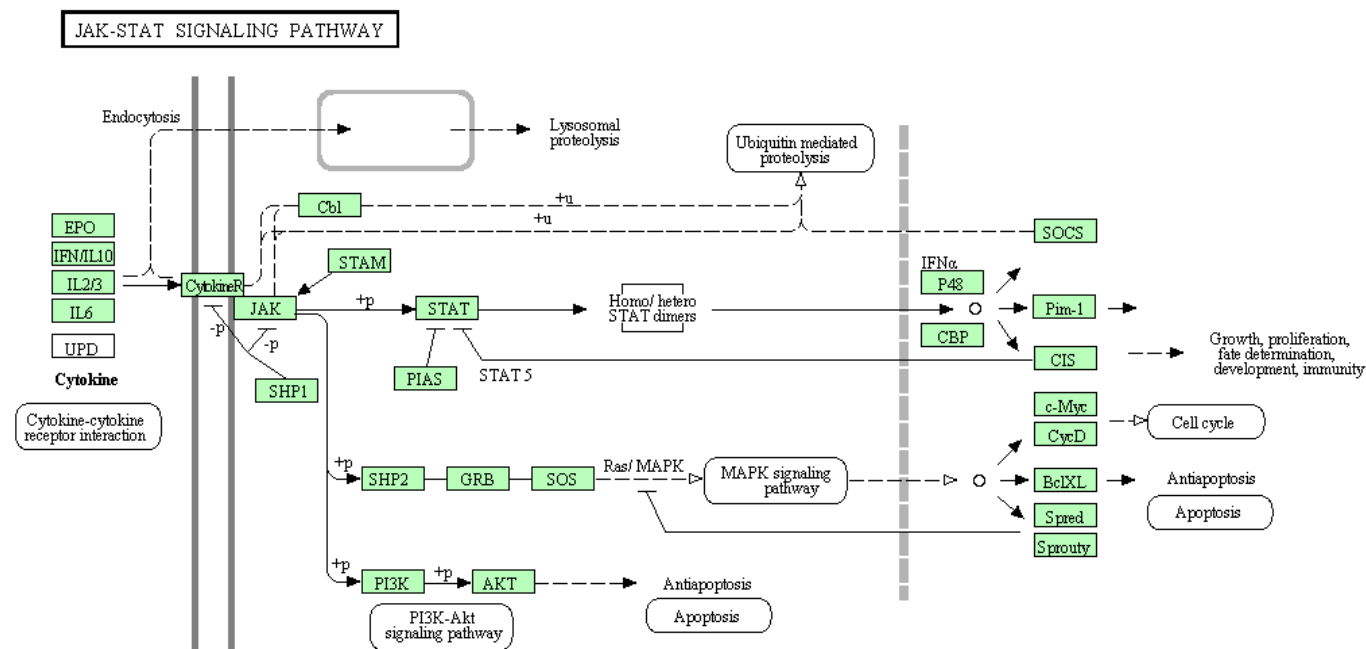 JAK-STAT SIGNALING PATHWAY
Endocytosis
Lysosomal
proteolysis
Ubiquitin mediated
proteolysis
Cbl
+u
+u
EPO
IFN/IL10
IL2/3
IL6
UPD
Cytokine
Cytokine-cytokine
receptor interaction
CytokineR
JAK
STAM
SOCS
+p
STAT
Homo/ hetero
STAT dimers
IFNα
P48
CBP
Pim-1
CIS
Growth, proliferation,
fate determination,
development, immunity
-p
-p
SHP1
PIAS
STAT 5
c-Myc
CycD
Cell cycle
+p
SHP2
GRB
SOS
Ras/ MAPK
MAPK signaling
pathway
BclXL
Antiapoptosis
Apoptosis
Spred
Sprouty
+p
PI3K
+p
AKT
Antiapoptosis
Apoptosis
PI3K-Akt
signaling pathway